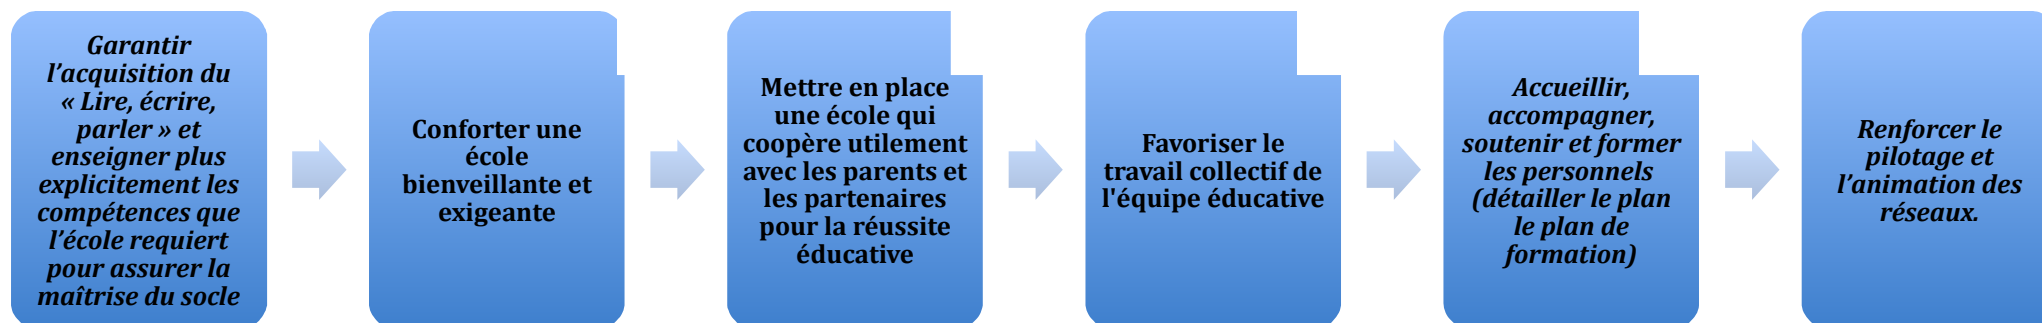 Garantir
l’acquisition du
« Lire, écrire,
parler » et
enseigner plus
explicitement les
compétences que
l’école requiert
pour assurer la
maîtrise du socle
Conforter une
école
bienveillante et
exigeante
Mettre en place
une école qui
coopère utilement
avec les parents et
les partenaires
pour la réussite
éducative
Favoriser le
travail collectif de
l'équipe éducative
Accueillir,
accompagner,
soutenir et former
les personnels
(détailler le plan
le plan de
formation)
Renforcer le
pilotage et
l’animation des
réseaux.